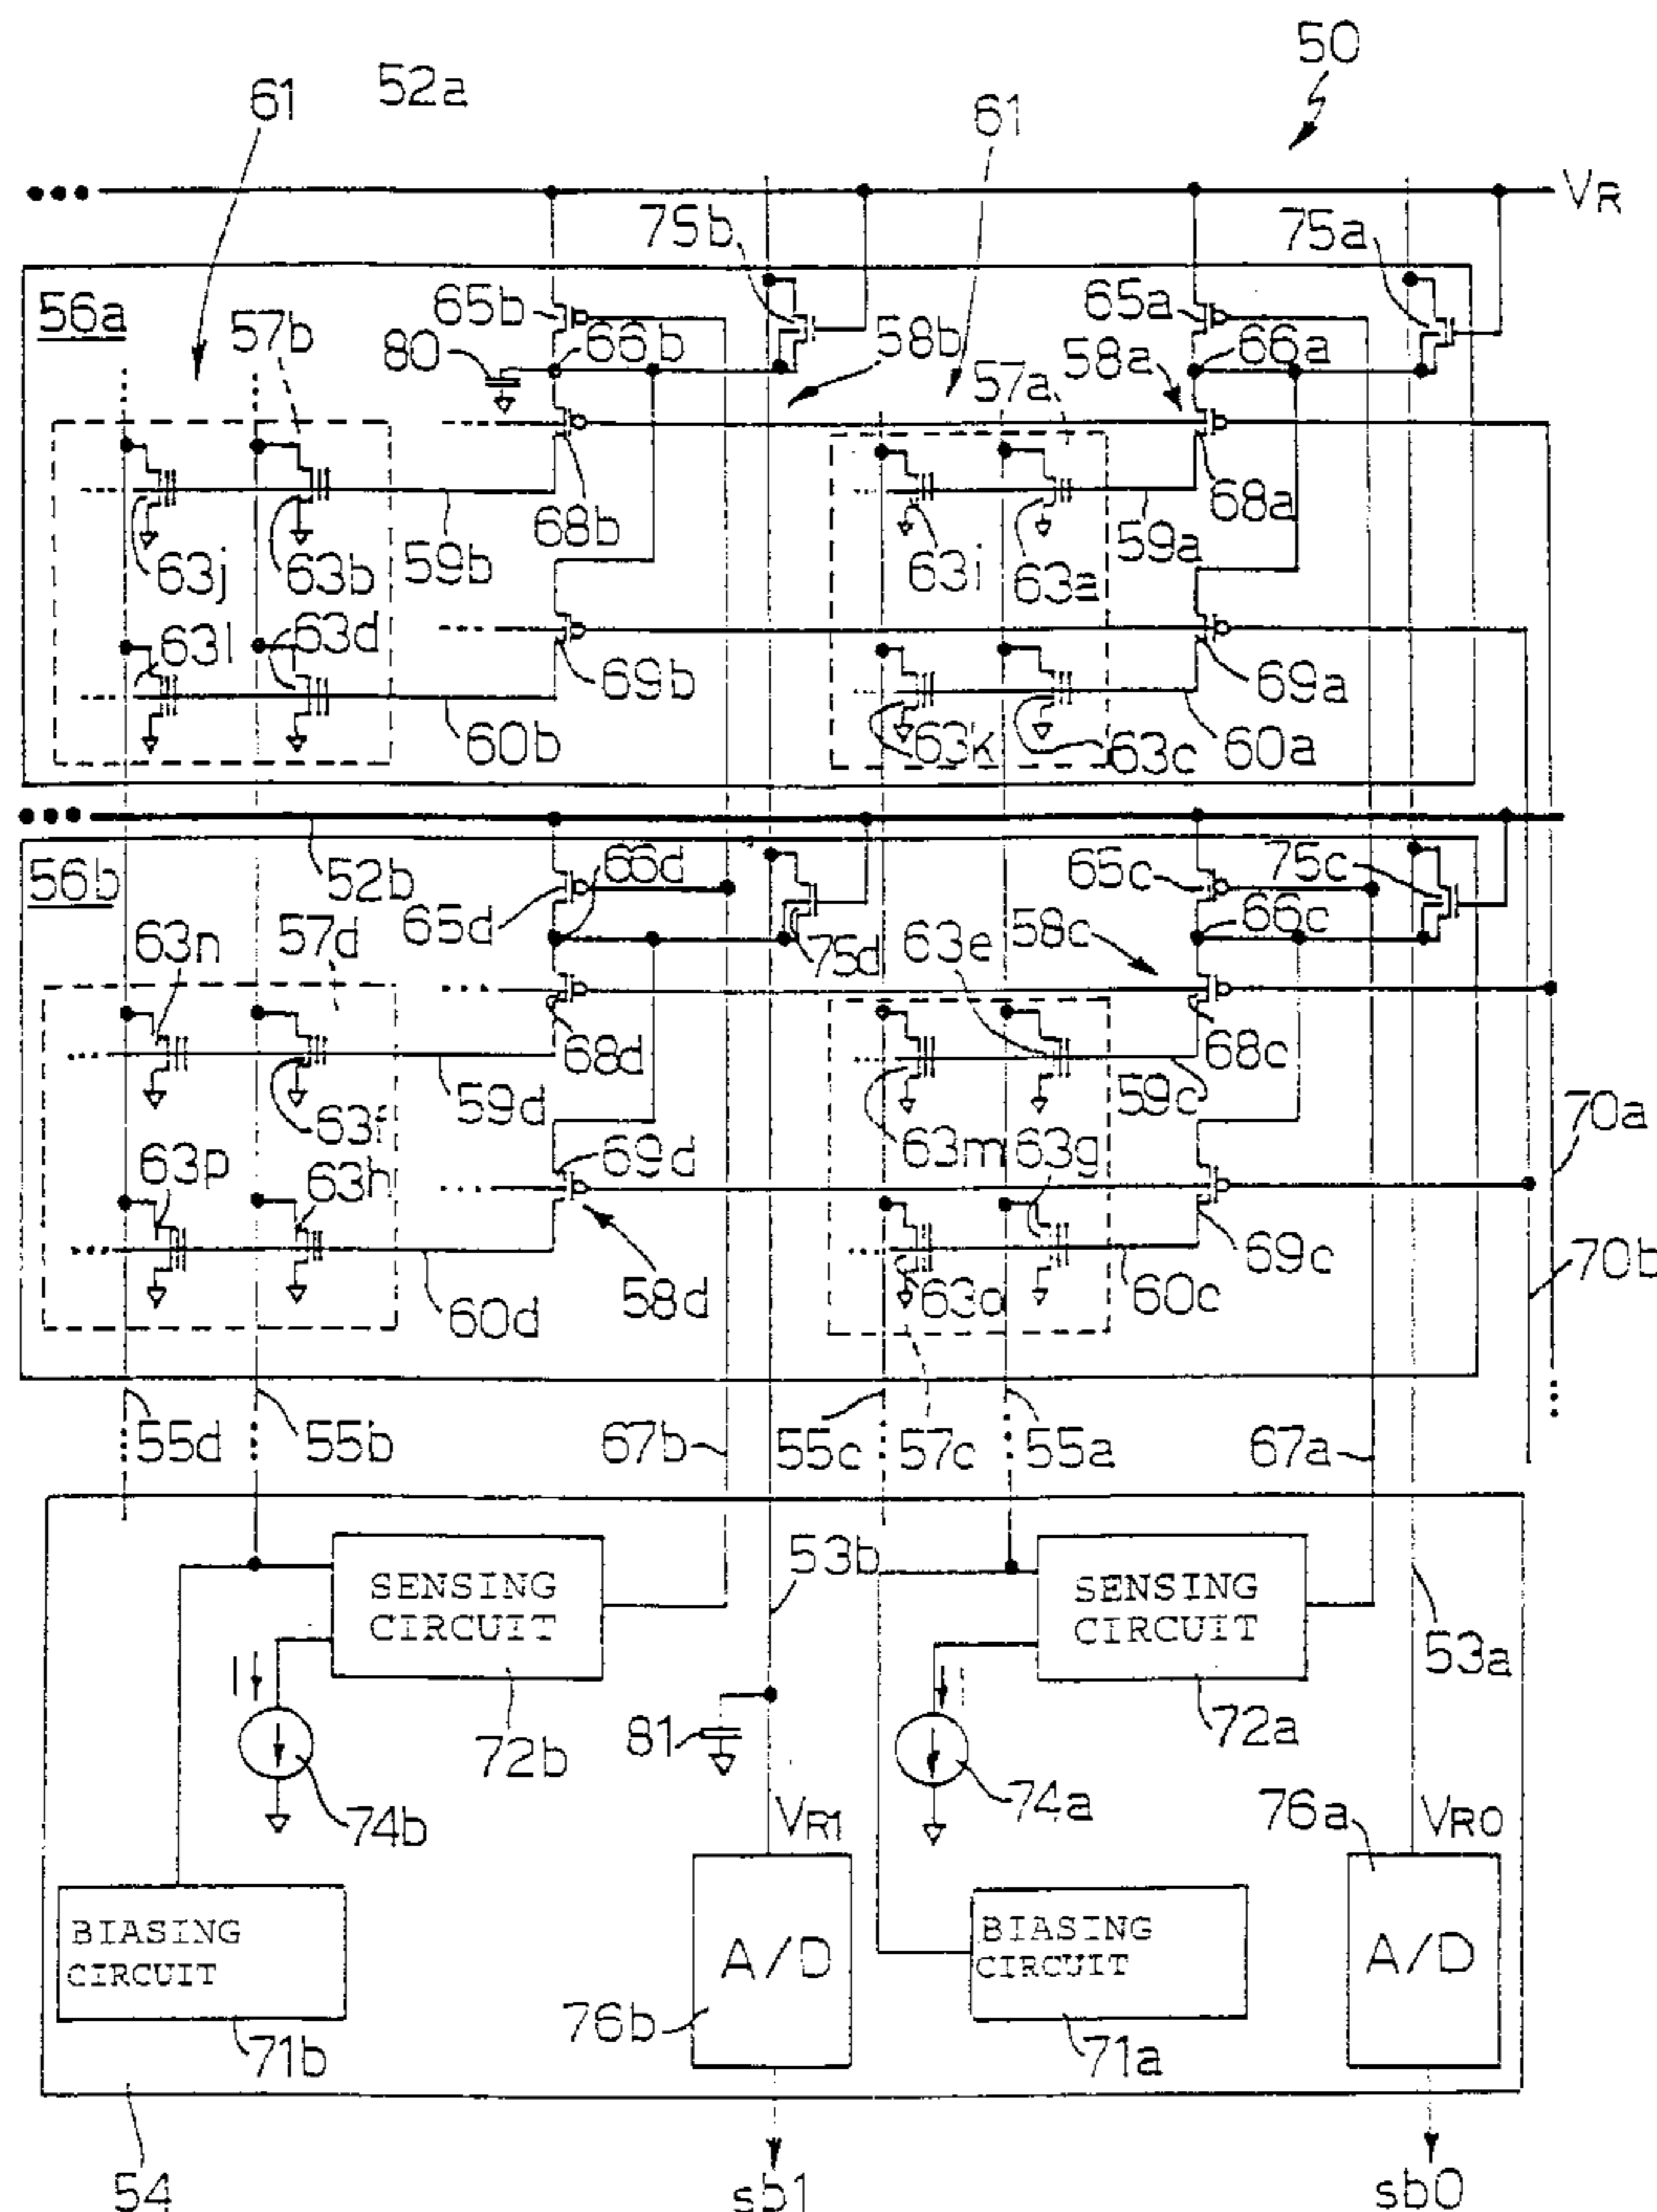 50
61 52a 61
VR
75b 75a
56a 57b 65b 65a
80 66b 58b 57a 58a 66a
68b 68a
59b 63i 59a
63j 63b 63a
63l 63d
69b 69a
60b 63k 63c 60a
56b 52b 66d 65c 75c
65d 66c
63n 57d 75d 63e 58c
68d 68c
59d 59c
63f 63m 63g 70a
63p 63h 69d
69c 70b
60d 58d 63o 60c
55d 55b 67b 55c 57c 55a 67a
53b
SENSING
CIRCUIT
SENSING
CIRCUIT
53a
I I
72b 81 72a
74b 74a 76a
VR1 VR0
BIASING
CIRCUIT
A/D
BIASING
CIRCUIT
A/D
76b
71b 71a
54 sb1 sb0